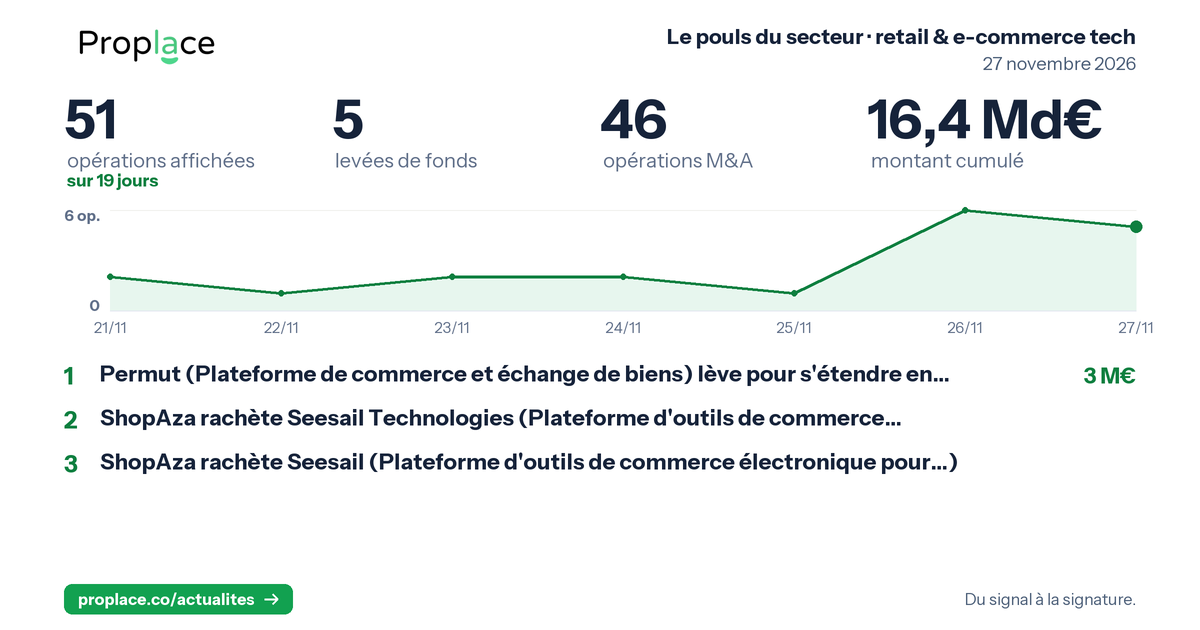 Proplace
Le pouls du secteur · retail & e-commerce tech
27 novembre 2026
51
opérations affichées
sur 19 jours
5
levées de fonds
46
opérations M&A
16,4 Md€
montant cumulé
6 op.
0
21/11
22/11
23/11
24/11
25/11
26/11
27/11
1 Permut (Plateforme de commerce et échange de biens) lève pour s'étendre en... 3 M€
2 ShopAza rachète Seesail Technologies (Plateforme d'outils de commerce...
3 ShopAza rachète Seesail (Plateforme d'outils de commerce électronique pour...)
proplace.co/actualites →
Du signal à la signature.